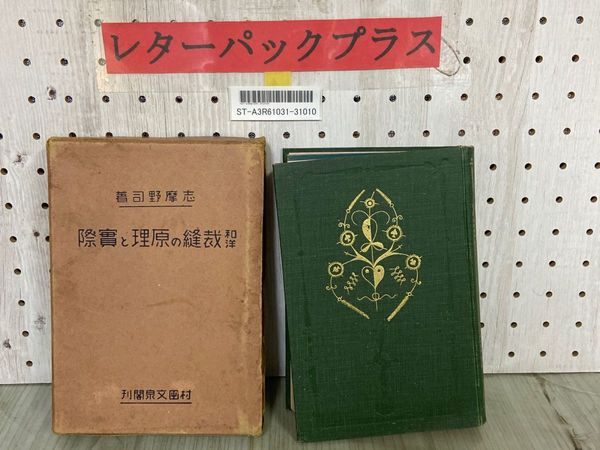 レターパックプラス
ST-A3R61031-31010
志摩野司著
和洋裁縫の原理と實際
村田文泉閣刊